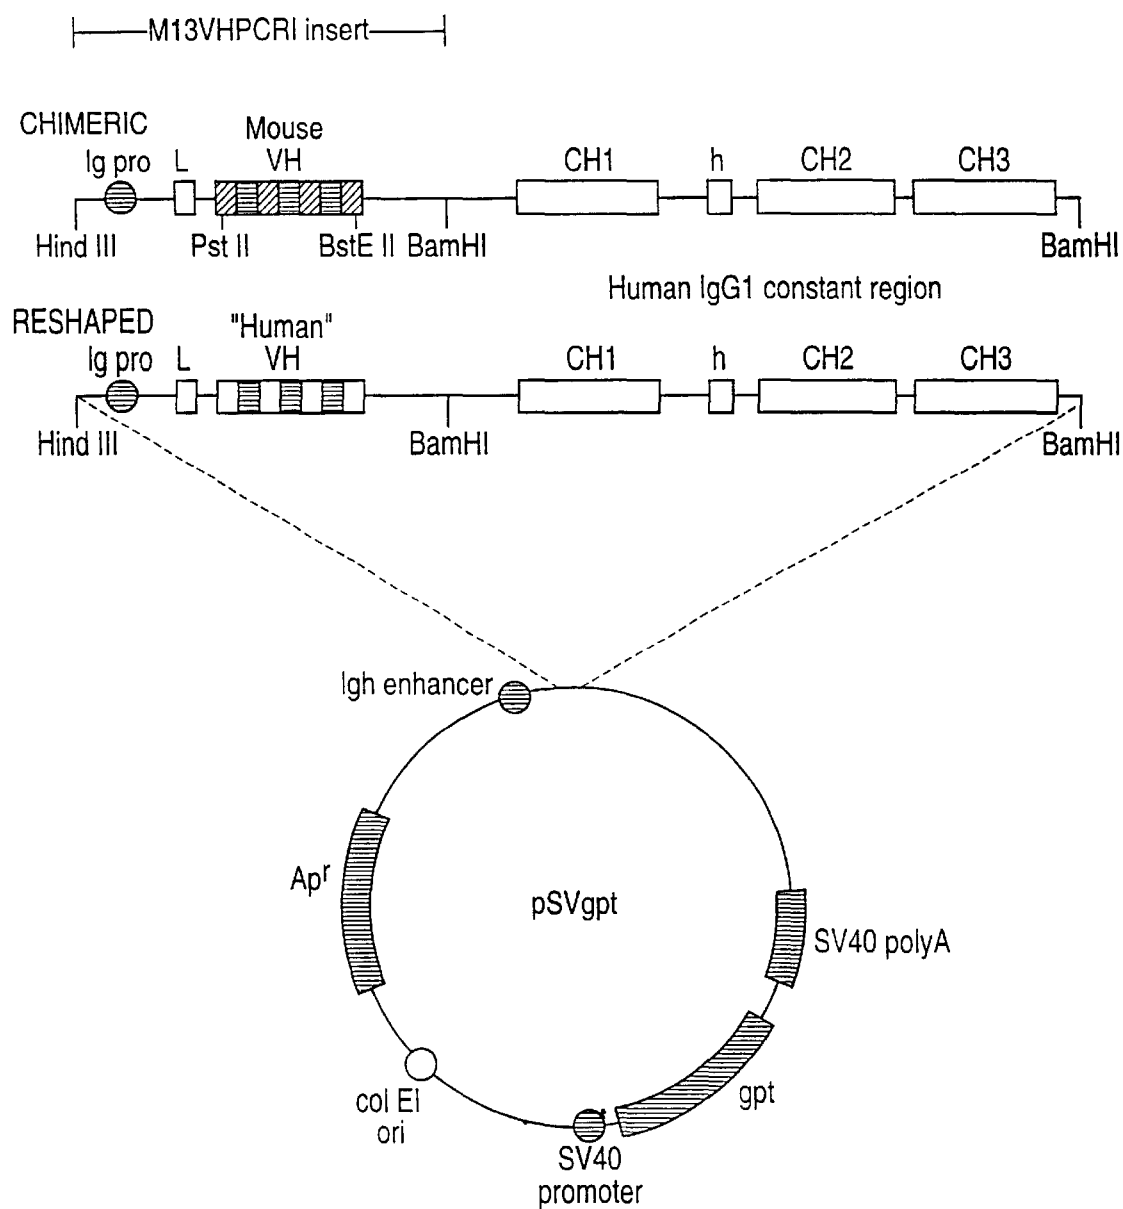 M13VHPCRI insert
CHIMERIC
Mouse
Ig pro L VH CH1 h CH2 CH3
Hind III Pst II BstE II BamHI BamHI
Human IgG1 constant region
RESHAPED "Human"
Ig pro L VH CH1 h CH2 CH3
Hind III BamHI BamHI
Igh enhancer
Apr
pSVgpt
SV40 polyA
gpt
col Ei
ori
SV40
promoter